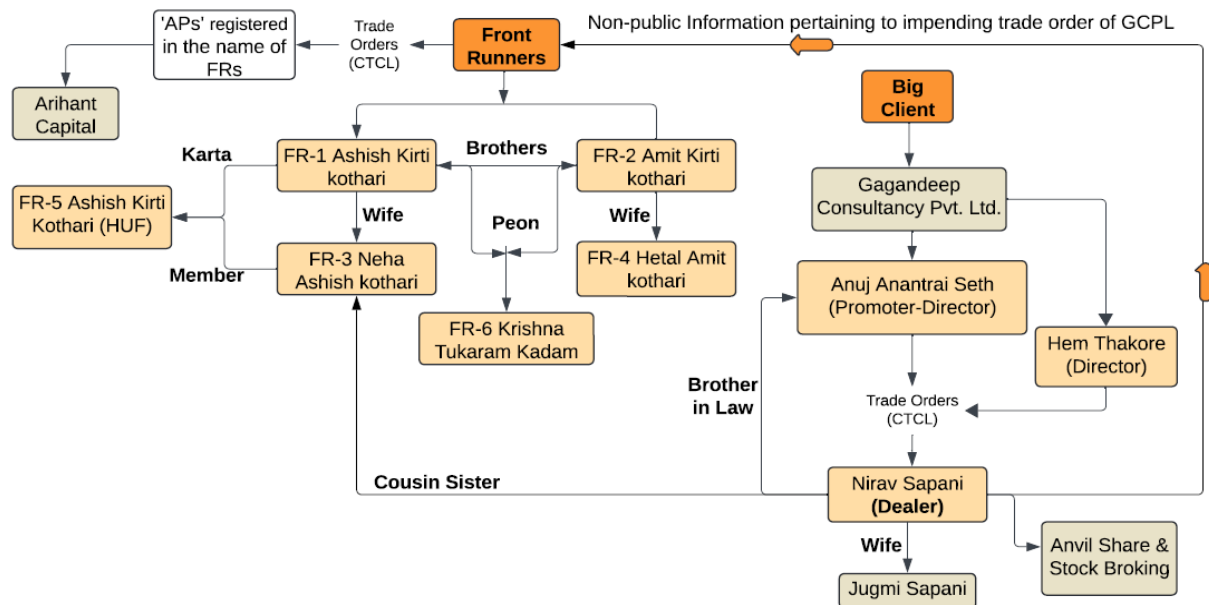 Non-public Information pertaining to impending trade order of GCPL
'APs' registered
in the name of
FRs
Trade
Orders
(CTCL)
Front
Runners
Big
Client
Arihant
Capital
Karta
FR-1 Ashish Kirti
kothari
Brothers
FR-2 Amit Kirti
kothari
Gagandeep
Consultancy Pvt. Ltd.
FR-5 Ashish Kirti
Kothari (HUF)
Wife
Peon
Wife
Member
FR-3 Neha
Ashish kothari
FR-4 Hetal Amit
kothari
Anuj Anantrai Seth
(Promoter-Director)
FR-6 Krishna
Tukaram Kadam
Hem Thakore
(Director)
Brother
in Law
Trade Orders
(CTCL)
Cousin Sister
Nirav Sapani
(Dealer)
Wife
Anvil Share &
Stock Broking
Jugmi Sapani